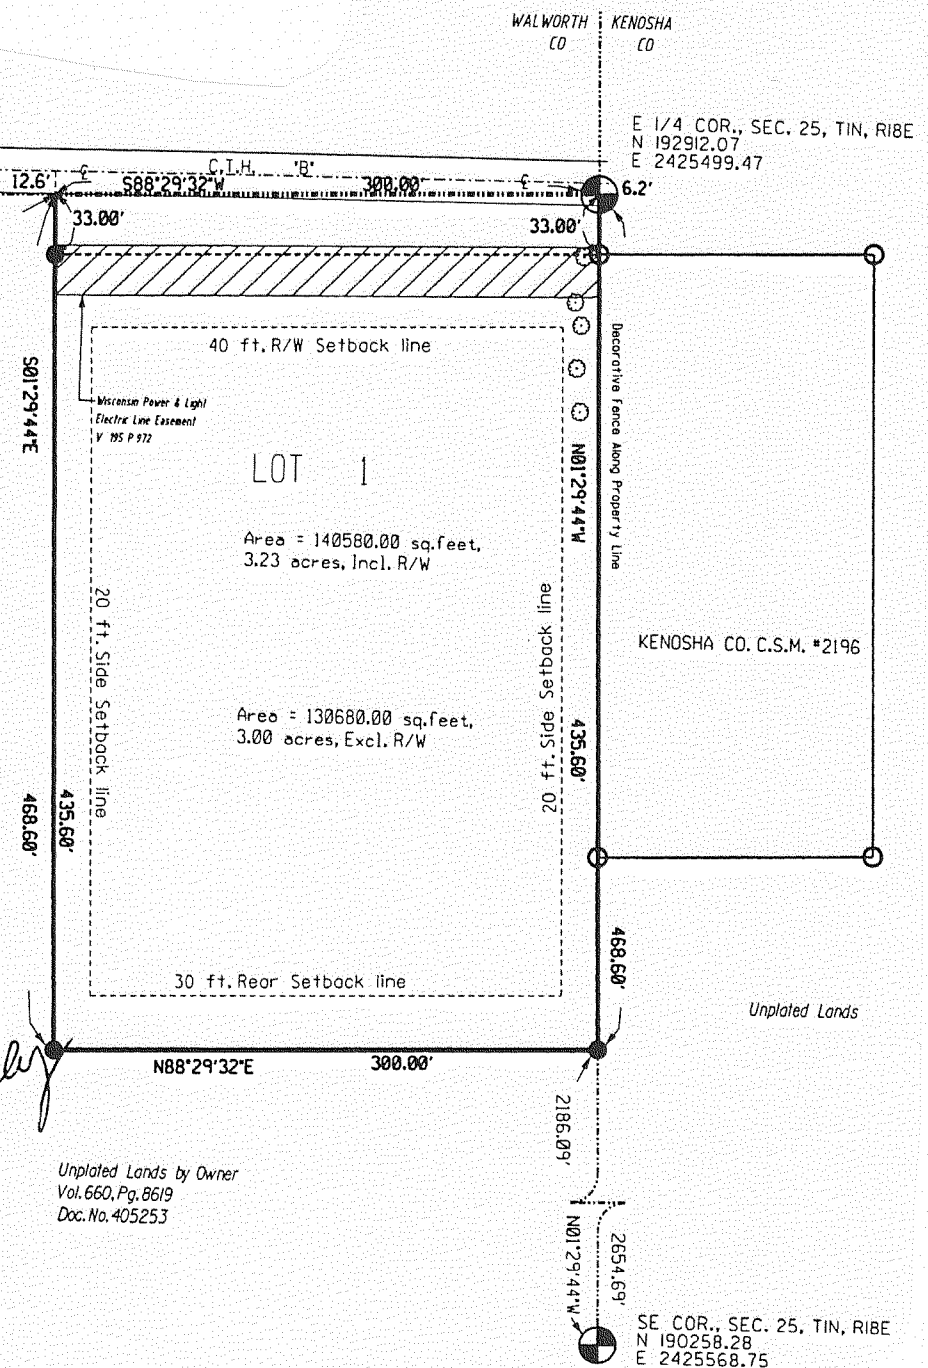 WALWORTH KENOSHA
CO CO
E 1/4 COR., SEC. 25, T1N, R18E
N 192912.07
E 2425499.47
C.T.H. "B"
12.6' S88°29'32"W 300.00' 6.2'
33.00' 33.00'
40 ft. R/W Setback line
Wisconsin Power & Light
Electric Line Easement
V 195 P 972
S01°29'44"E
Decorative Fence Along Property Line
N01°29'44"W
LOT 1
Area = 140580.00 sq.feet,
3.23 acres, Incl. R/W
20 ft. Side Setback line
20 ft. Side Setback line
KENOSHA CO. C.S.M. #2196
Area = 130680.00 sq.feet,
3.00 acres, Excl. R/W
435.60'
435.60'
468.60'
468.60'
30 ft. Rear Setback line
Unplated Lands
N88°29'32"E 300.00'
2186.09'
Unplated Lands by Owner
Vol. 660, Pg. 8619
Doc. No. 405253
N01°29'44"W
2654.69'
SE COR., SEC. 25, T1N, R18E
N 190258.28
E 2425568.75